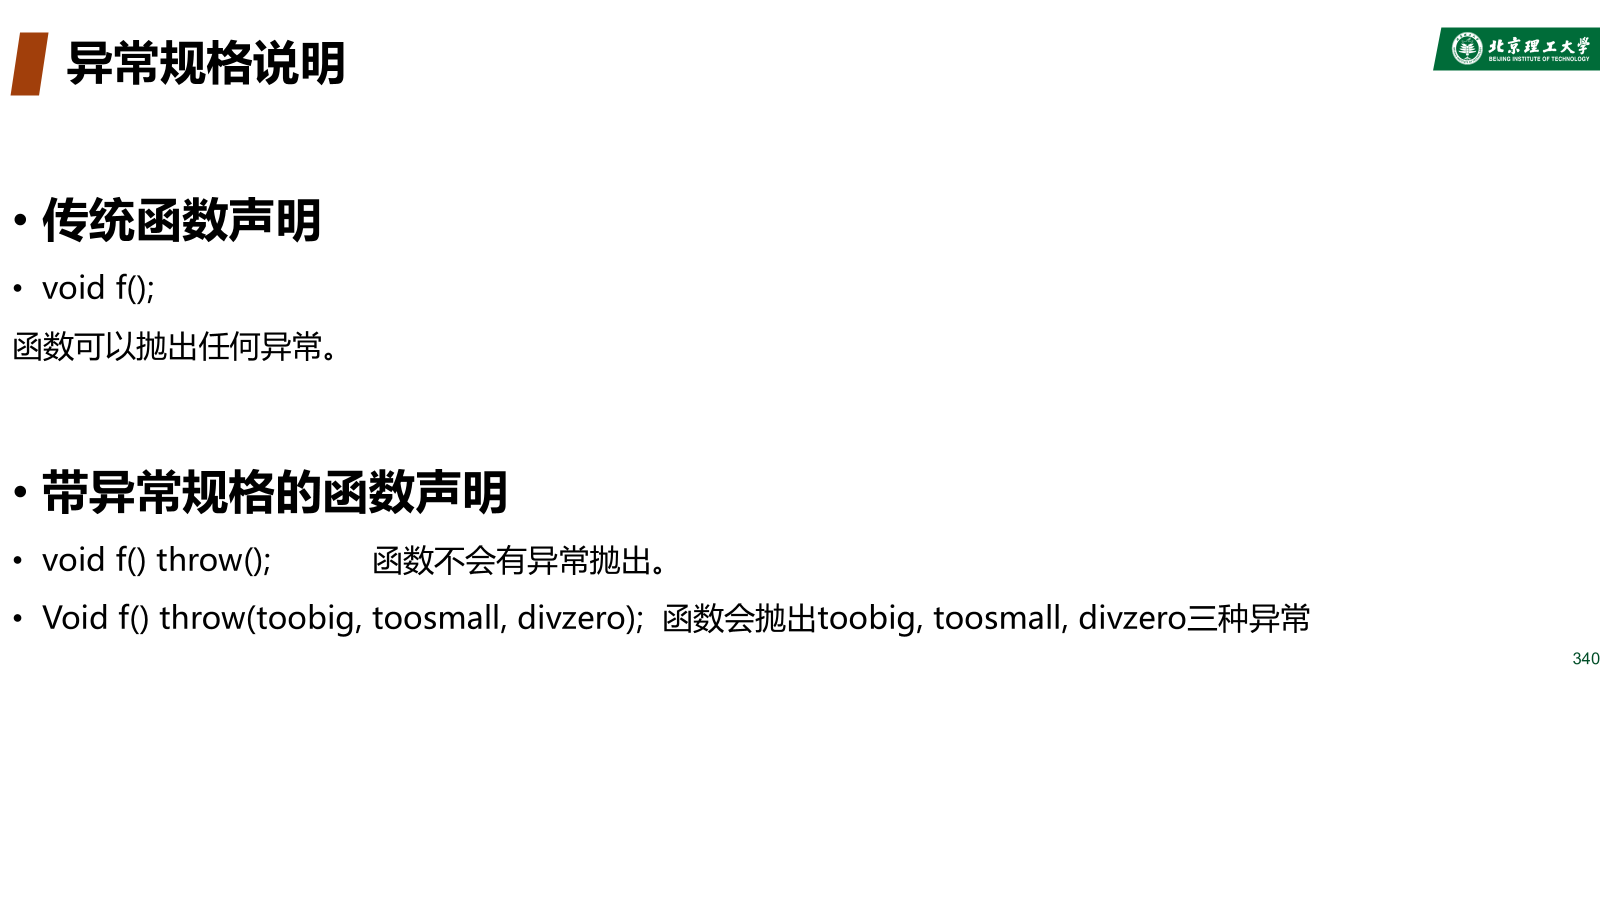 异常规格说明
北京理工大学
BEIJING INSTITUTE OF TECHNOLOGY
• 传统函数声明
• void f();
函数可以抛出任何异常。
• 带异常规格的函数声明
• void f() throw(); 函数不会有异常抛出。
• Void f() throw(toobig, toosmall, divzero); 函数会抛出toobig, toosmall, divzero三种异常
340